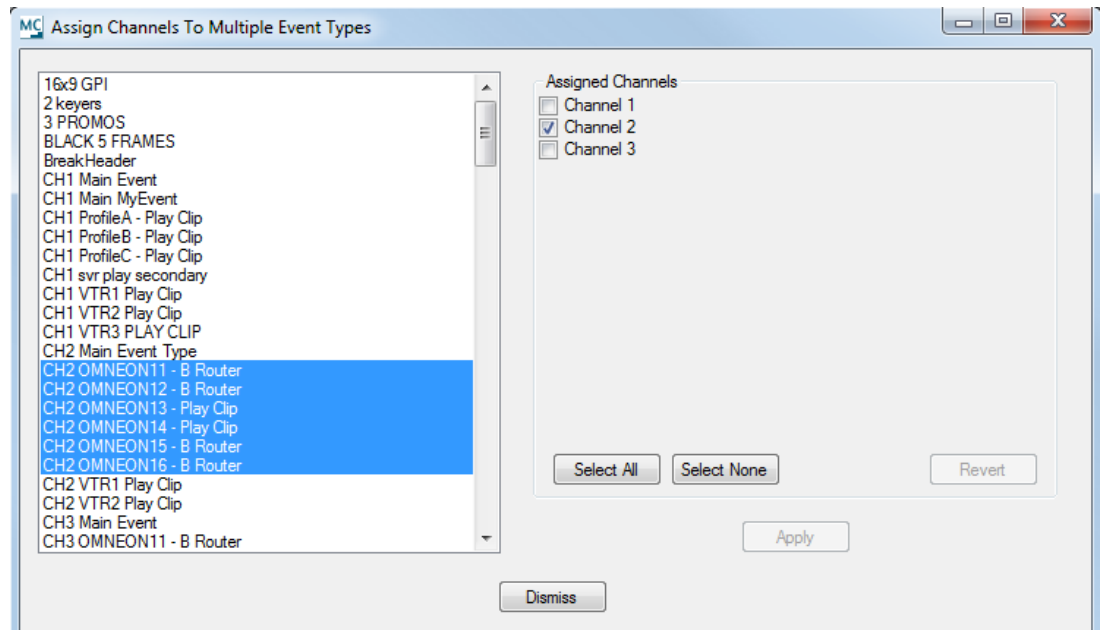 MC Assign Channels To Multiple Event Types
16x9 GPI
2 keyers
3 PROMOS
BLACK 5 FRAMES
BreakHeader
CH1 Main Event
CH1 Main MyEvent
CH1 ProfileA - Play Clip
CH1 ProfileB - Play Clip
CH1 ProfileC - Play Clip
CH1 svr play secondary
CH1 VTR1 Play Clip
CH1 VTR2 Play Clip
CH1 VTR3 PLAY CLIP
CH2 Main Event Type
CH2 OMNEON11 - B Router
CH2 OMNEON12 - B Router
CH2 OMNEON13 - Play Clip
CH2 OMNEON14 - Play Clip
CH2 OMNEON15 - B Router
CH2 OMNEON16 - B Router
CH2 VTR1 Play Clip
CH2 VTR2 Play Clip
CH3 Main Event
CH3 OMNEON11 - B Router
Assigned Channels
Channel 1
Channel 2
Channel 3
Select All Select None Revert
Apply
Dismiss